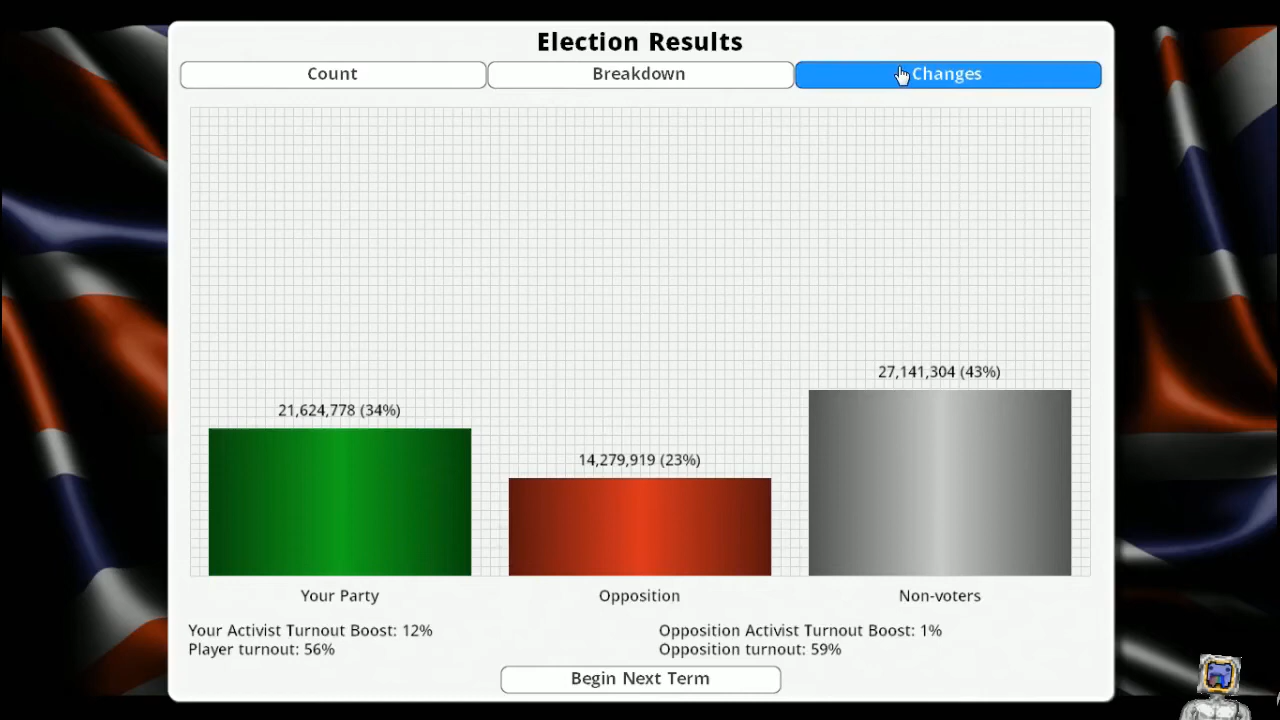 Election Results
Count
Breakdown
Changes
27,141,304 (43%)
21,624,778 (34%)
14,279,919 (23%)
Your Party
Opposition
Non-voters
Your Activist Turnout Boost: 12%
Opposition Activist Turnout Boost: 1%
Player turnout: 56%
Opposition turnout: 59%
Begin Next Term